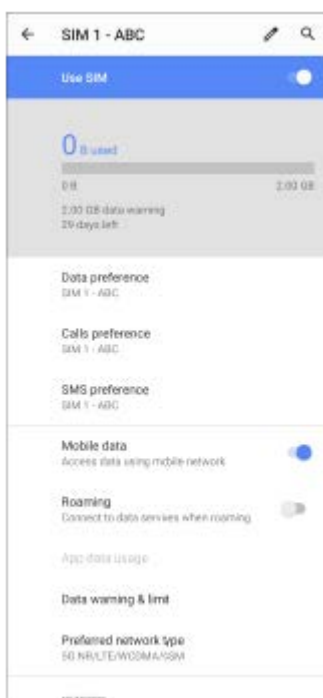 SIM 1 - ABC
Use SIM
0 B used
0 B 2.00 GB
2.00 GB data warning
29 days left
Data preference
SIM 1 - ABC
Calls preference
SIM 1 - ABC
SMS preference
SIM 1 - ABC
Mobile data
Access data using mobile network
Roaming
Connect to data services when roaming
App data usage
Data warning & limit
Preferred network type
5G NR/LTE/WCDMA/GSM